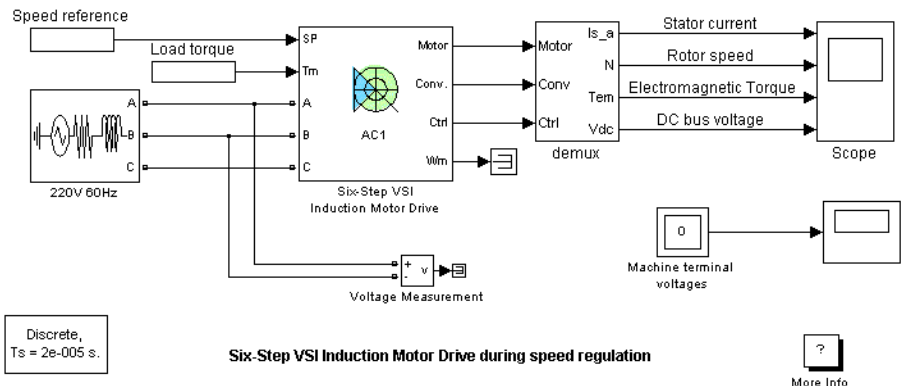 Speed reference
Load torque
SP
Tm
A
B
C
A
B
C
220V 60Hz
AC1
Motor
Conv.
Ctrl
Wm
Six-Step VSI
Induction Motor Drive
Motor
Conv
Ctrl
Is_a
N
Tem
Vdc
demux
Stator current
Rotor speed
Electromagnetic Torque
DC bus voltage
Scope
0
Machine terminal
voltages
+
-
v
Voltage Measurement
Discrete,
Ts = 2e-005 s.
Six-Step VSI Induction Motor Drive during speed regulation
?
More Info